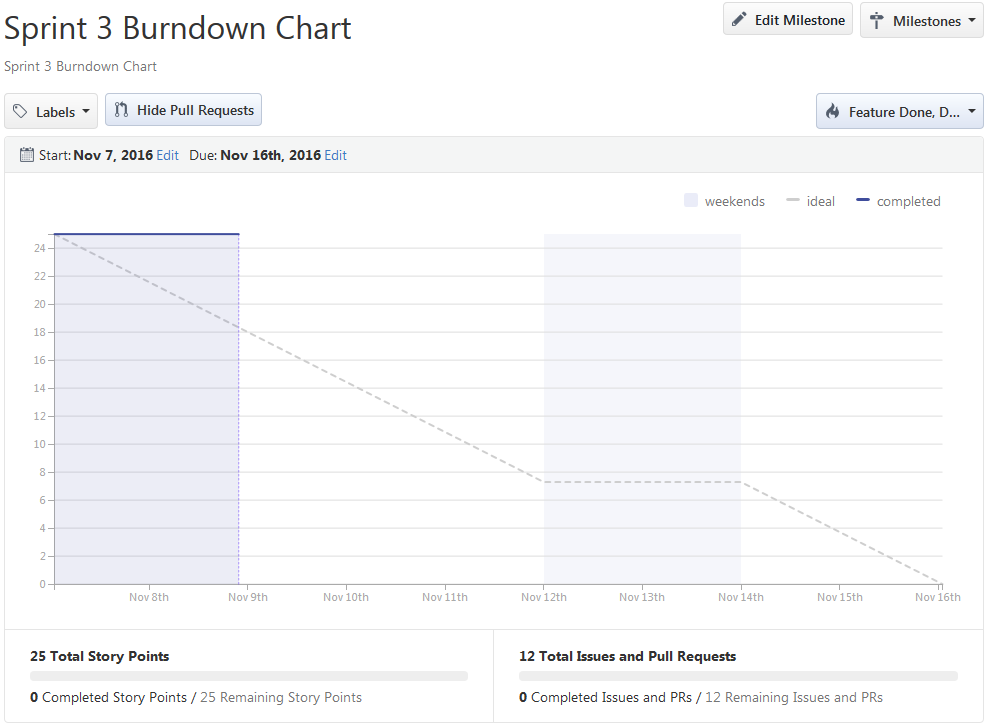 Sprint 3 Burndown Chart
Edit Milestone
Milestones
Sprint 3 Burndown Chart
Labels
Hide Pull Requests
Feature Done, D...
Start: Nov 7, 2016 Edit Due: Nov 16th, 2016 Edit
weekends ideal completed
24
22
20
18
16
14
12
10
8
6
4
2
0
Nov 8th Nov 9th Nov 10th Nov 11th Nov 12th Nov 13th Nov 14th Nov 15th Nov 16th
25 Total Story Points
0 Completed Story Points / 25 Remaining Story Points
12 Total Issues and Pull Requests
0 Completed Issues and PRs / 12 Remaining Issues and PRs